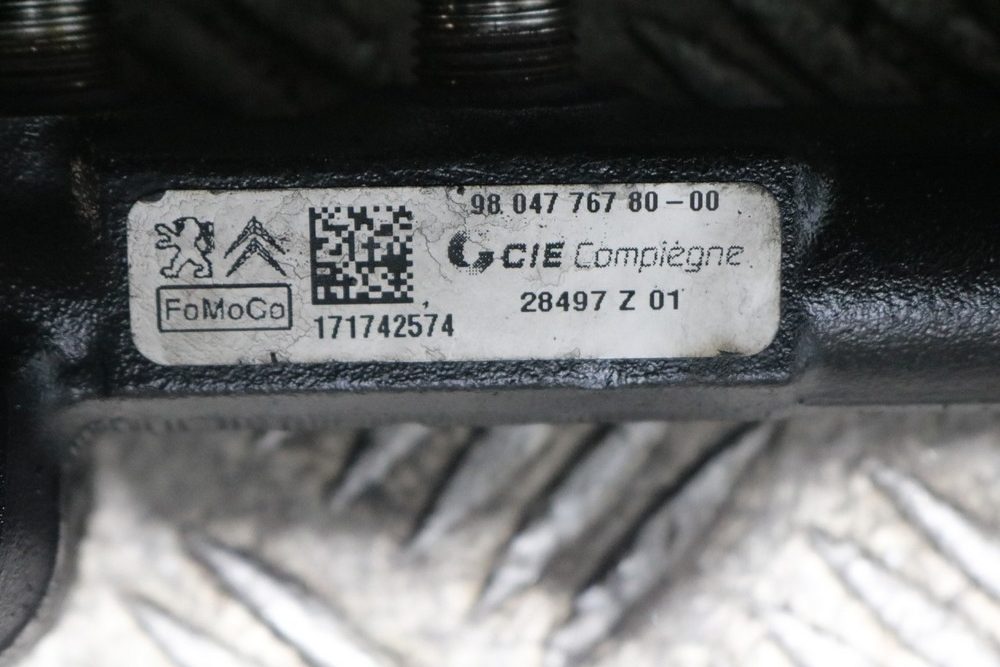 98 047 767 80-00
CIE Compiègne
FoMoCo
28497 Z 01
171742574